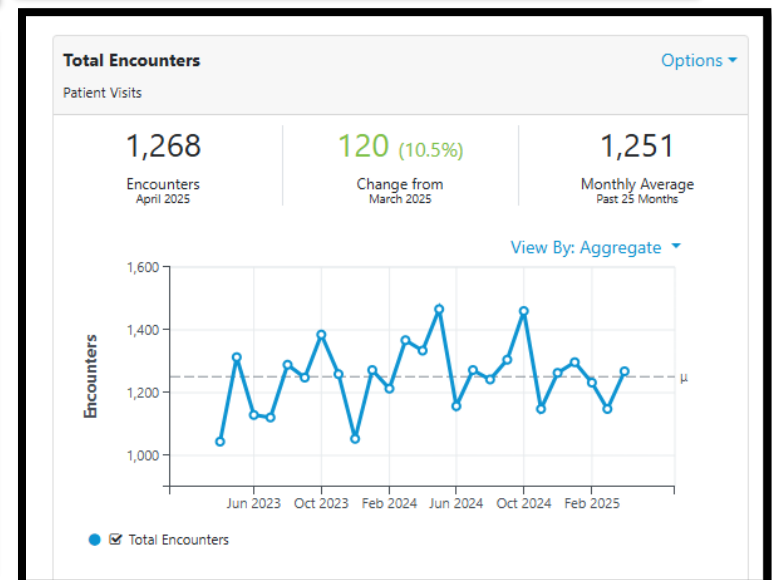 Total Encounters
Options
Patient Visits
1,268
Encounters
April 2025
120 (10.5%)
Change from
March 2025
1,251
Monthly Average
Past 25 Months
View By: Aggregate
1,600
1,400
1,200
1,000
Encounters
μ
Jun 2023 Oct 2023 Feb 2024 Jun 2024 Oct 2024 Feb 2025
Total Encounters